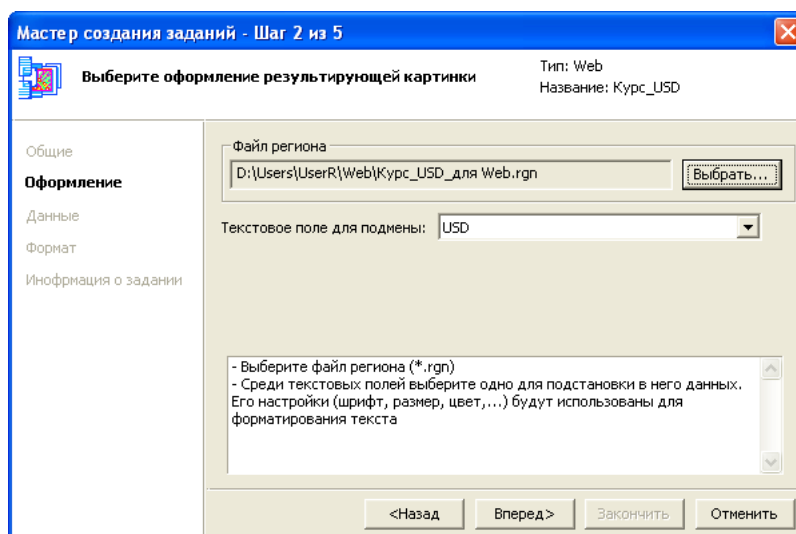 Мастер создания заданий - Шаг 2 из 5
Выберите оформление результирующей картинки
Тип: Web
Название: Курс_USD
Общие
Оформление
Данные
Формат
Инофрмация о задании
Файл региона
D:\Users\UserR\Web\Курс_USD_для Web.rgn
Выбрать...
Текстовое поле для подмены:
USD
- Выберите файл региона (*.rgn)
- Среди текстовых полей выберите одно для подстановки в него данных.
Его настройки (шрифт, размер, цвет,...) будут использованы для
форматирования текста
<Назад
Вперед>
Закончить
Отменить